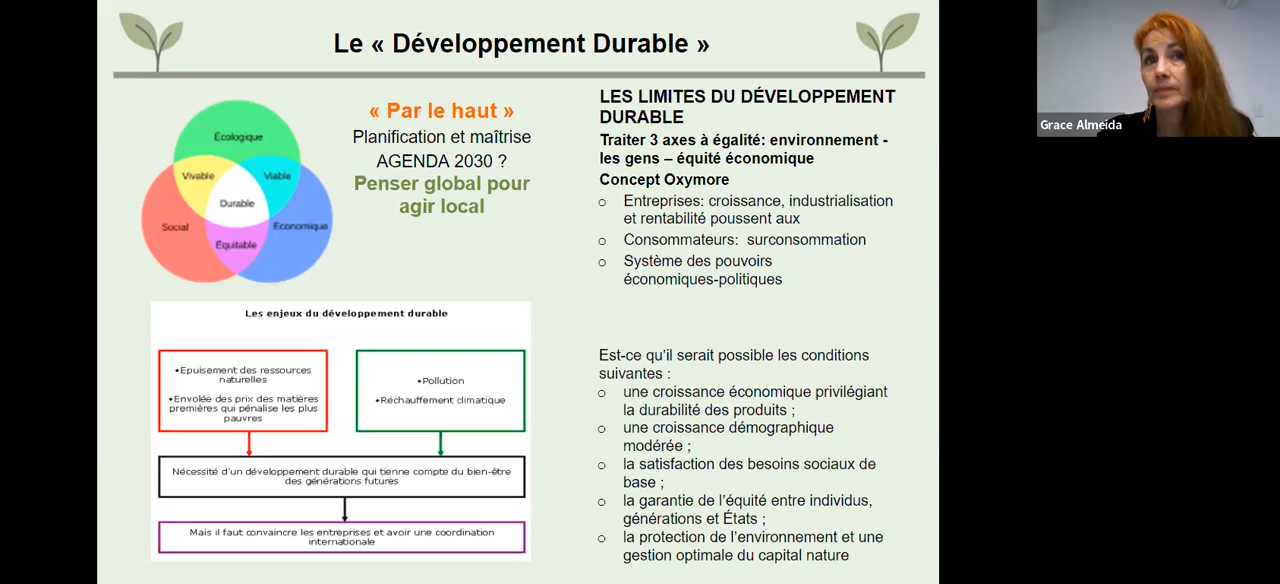 Le « Développement Durable »
Écologique
Vivable
Viable
Durable
Social
Économique
Équitable
« Par le haut »
Planification et maîtrise
AGENDA 2030 ?
Penser global pour
agir local
Les enjeux du développement durable
•Epuisement des ressources
naturelles
•Envolée des prix des matières
premières qui pénalise les plus
pauvres
•Pollution
•Réchauffement climatique
Nécessité d'un développement durable qui tienne compte du bien-être
des générations futures
Mais il faut convaincre les entreprises et avoir une coordination
internationale
LES LIMITES DU DÉVELOPPEMENT
DURABLE
Traiter 3 axes à égalité: environnement -
les gens – équité économique
Concept Oxymore
o Entreprises: croissance, industrialisation
et rentabilité poussent aux
o Consommateurs: surconsommation
o Système des pouvoirs
économiques-politiques
Est-ce qu'il serait possible les conditions
suivantes :
o une croissance économique privilégiant
la durabilité des produits ;
o une croissance démographique
modérée ;
o la satisfaction des besoins sociaux de
base ;
o la garantie de l'équité entre individus,
générations et États ;
o la protection de l'environnement et une
gestion optimale du capital nature
Grace Almeida